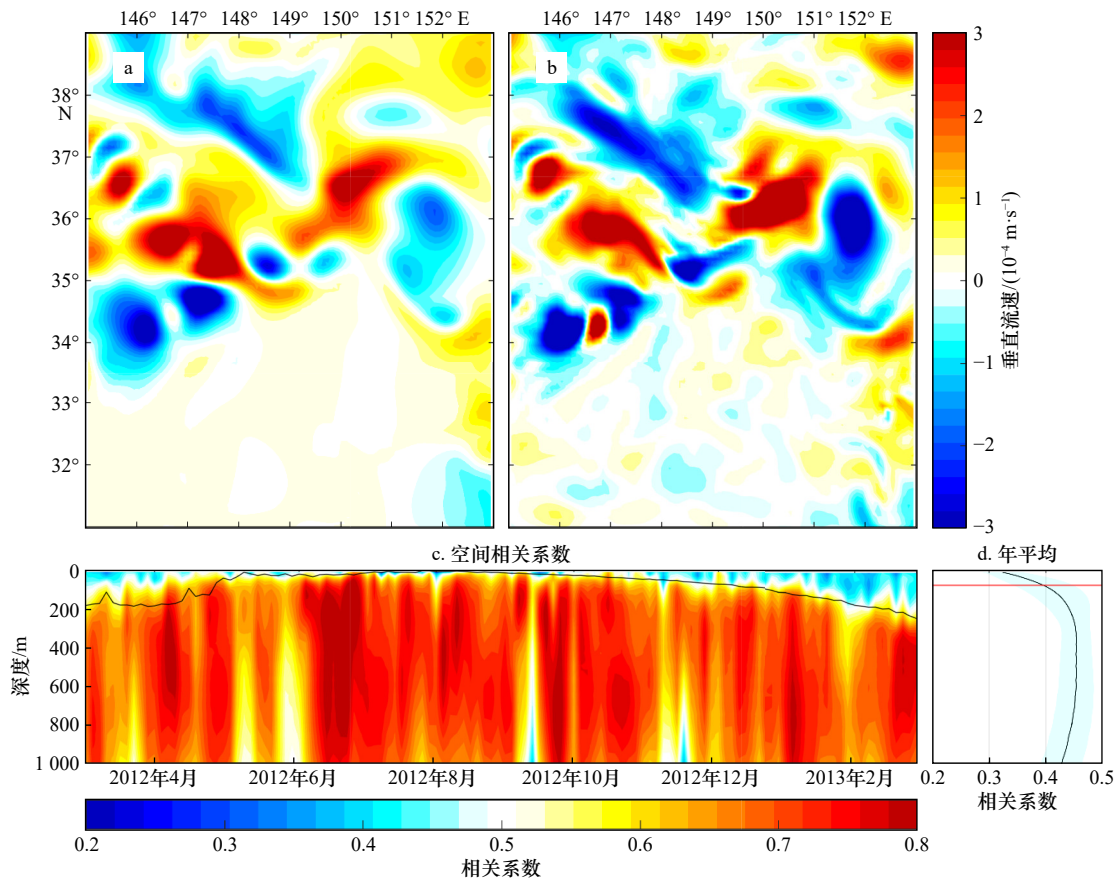 146° 147° 148° 149° 150° 151° 152° E
146° 147° 148° 149° 150° 151° 152° E
a
b
38°
N
37°
36°
35°
34°
33°
32°
3
2
1
0
−1
−2
−3
垂直流速/(10⁻⁴ m·s⁻¹)
c. 空间相关系数
d. 年平均
0
200
400
600
800
1 000
深度/m
2012年4月 2012年6月 2012年8月 2012年10月 2012年12月 2013年2月
0.2 0.3 0.4 0.5
相关系数
0.2 0.3 0.4 0.5 0.6 0.7 0.8
相关系数